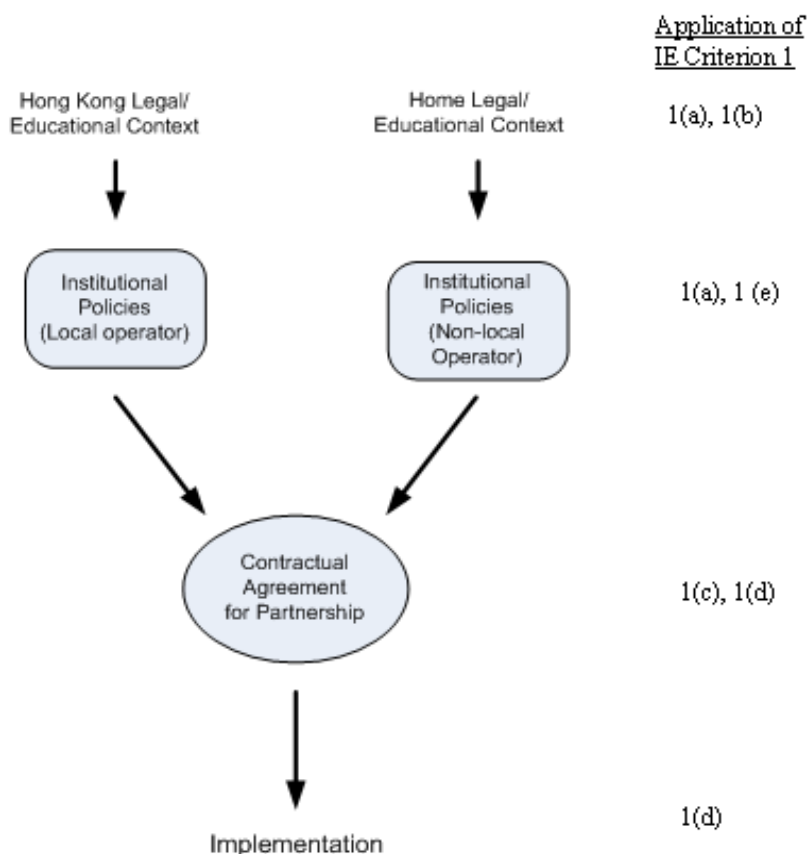 Application of
IE Criterion 1
Hong Kong Legal/
Educational Context
Home Legal/
Educational Context
1(a), 1(b)
Institutional
Policies
(Local operator)
Institutional
Policies
(Non-local
Operator)
1(a), 1 (e)
Contractual
Agreement
for Partnership
1(c), 1(d)
1(d)
Implementation